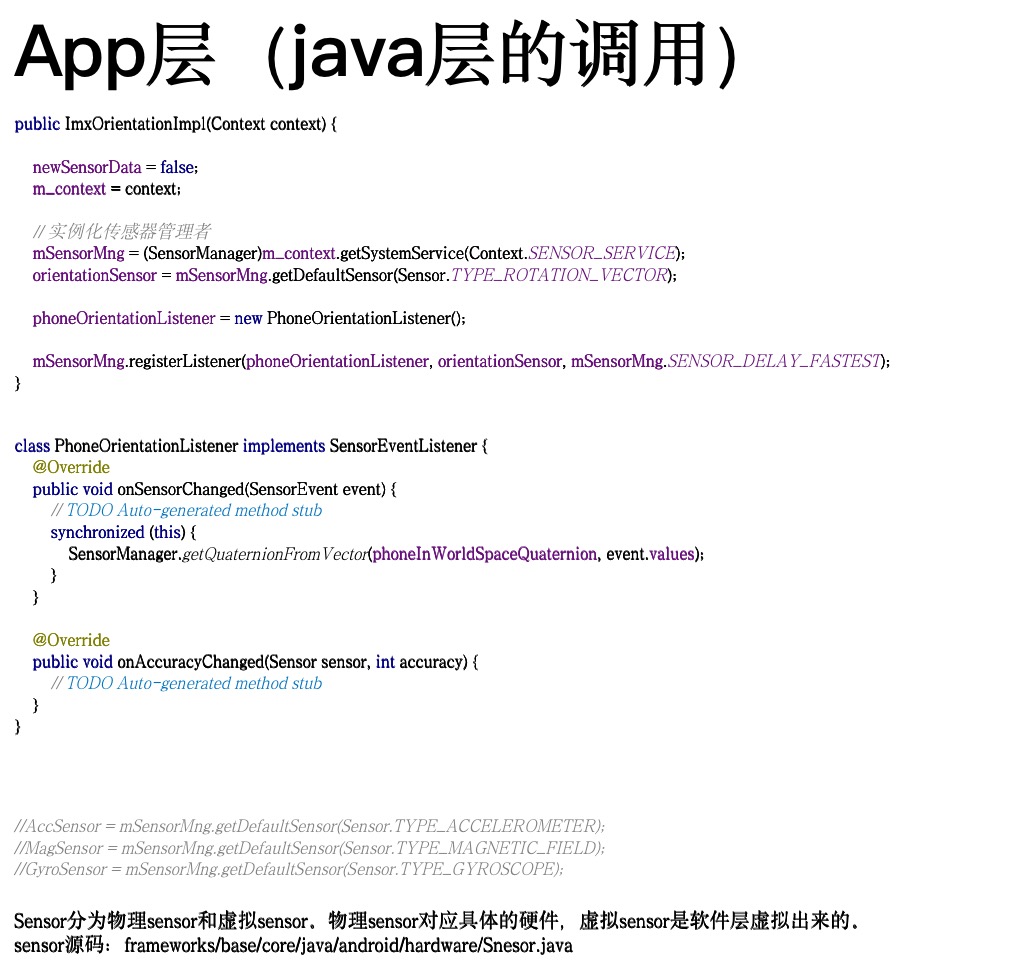 App层（java层的调用）
public ImxOrientationImpl(Context context) {
newSensorData = false;
m_context = context;
// 实例化传感器管理者
mSensorMng = (SensorManager)m_context.getSystemService(Context.SENSOR_SERVICE);
orientationSensor = mSensorMng.getDefaultSensor(Sensor.TYPE_ROTATION_VECTOR);
phoneOrientationListener = new PhoneOrientationListener();
mSensorMng.registerListener(phoneOrientationListener, orientationSensor, mSensorMng.SENSOR_DELAY_FASTEST);
}
class PhoneOrientationListener implements SensorEventListener {
@Override
public void onSensorChanged(SensorEvent event) {
// TODO Auto-generated method stub
synchronized (this) {
SensorManager.getQuaternionFromVector(phoneInWorldSpaceQuaternion, event.values);
}
}
@Override
public void onAccuracyChanged(Sensor sensor, int accuracy) {
// TODO Auto-generated method stub
}
}
//AccSensor = mSensorMng.getDefaultSensor(Sensor.TYPE_ACCELEROMETER);
//MagSensor = mSensorMng.getDefaultSensor(Sensor.TYPE_MAGNETIC_FIELD);
//GyroSensor = mSensorMng.getDefaultSensor(Sensor.TYPE_GYROSCOPE);
Sensor分为物理sensor和虚拟sensor．物理sensor对应具体的硬件，虚拟sensor是软件层虚拟出来的．
sensor源码：frameworks/base/core/java/android/hardware/Snesor.java